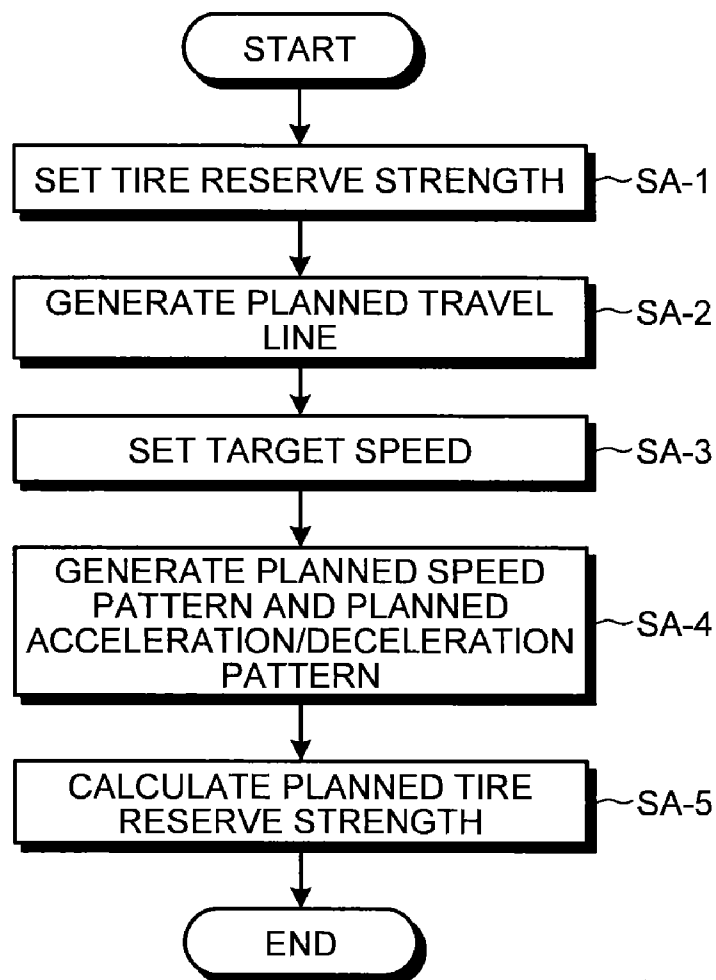 START
SET TIRE RESERVE STRENGTH
SA-1
GENERATE PLANNED TRAVEL
LINE
SA-2
SET TARGET SPEED
SA-3
GENERATE PLANNED SPEED
PATTERN AND PLANNED
ACCELERATION/DECELERATION
PATTERN
SA-4
CALCULATE PLANNED TIRE
RESERVE STRENGTH
SA-5
END